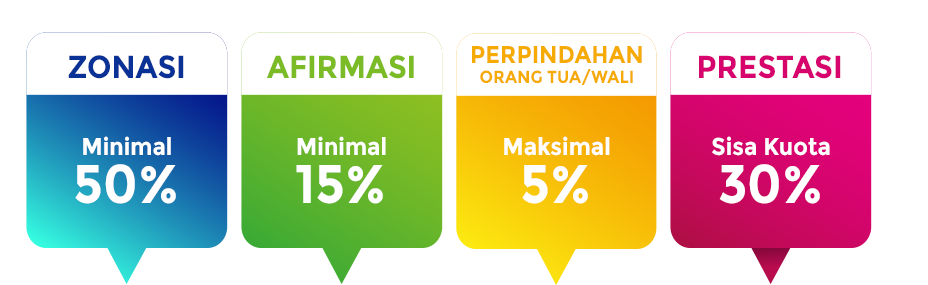 ZONASI
Minimal
50%
AFIRMASI
Minimal
15%
PERPINDAHAN
ORANG TUA/WALI
Maksimal
5%
PRESTASI
Sisa Kuota
30%